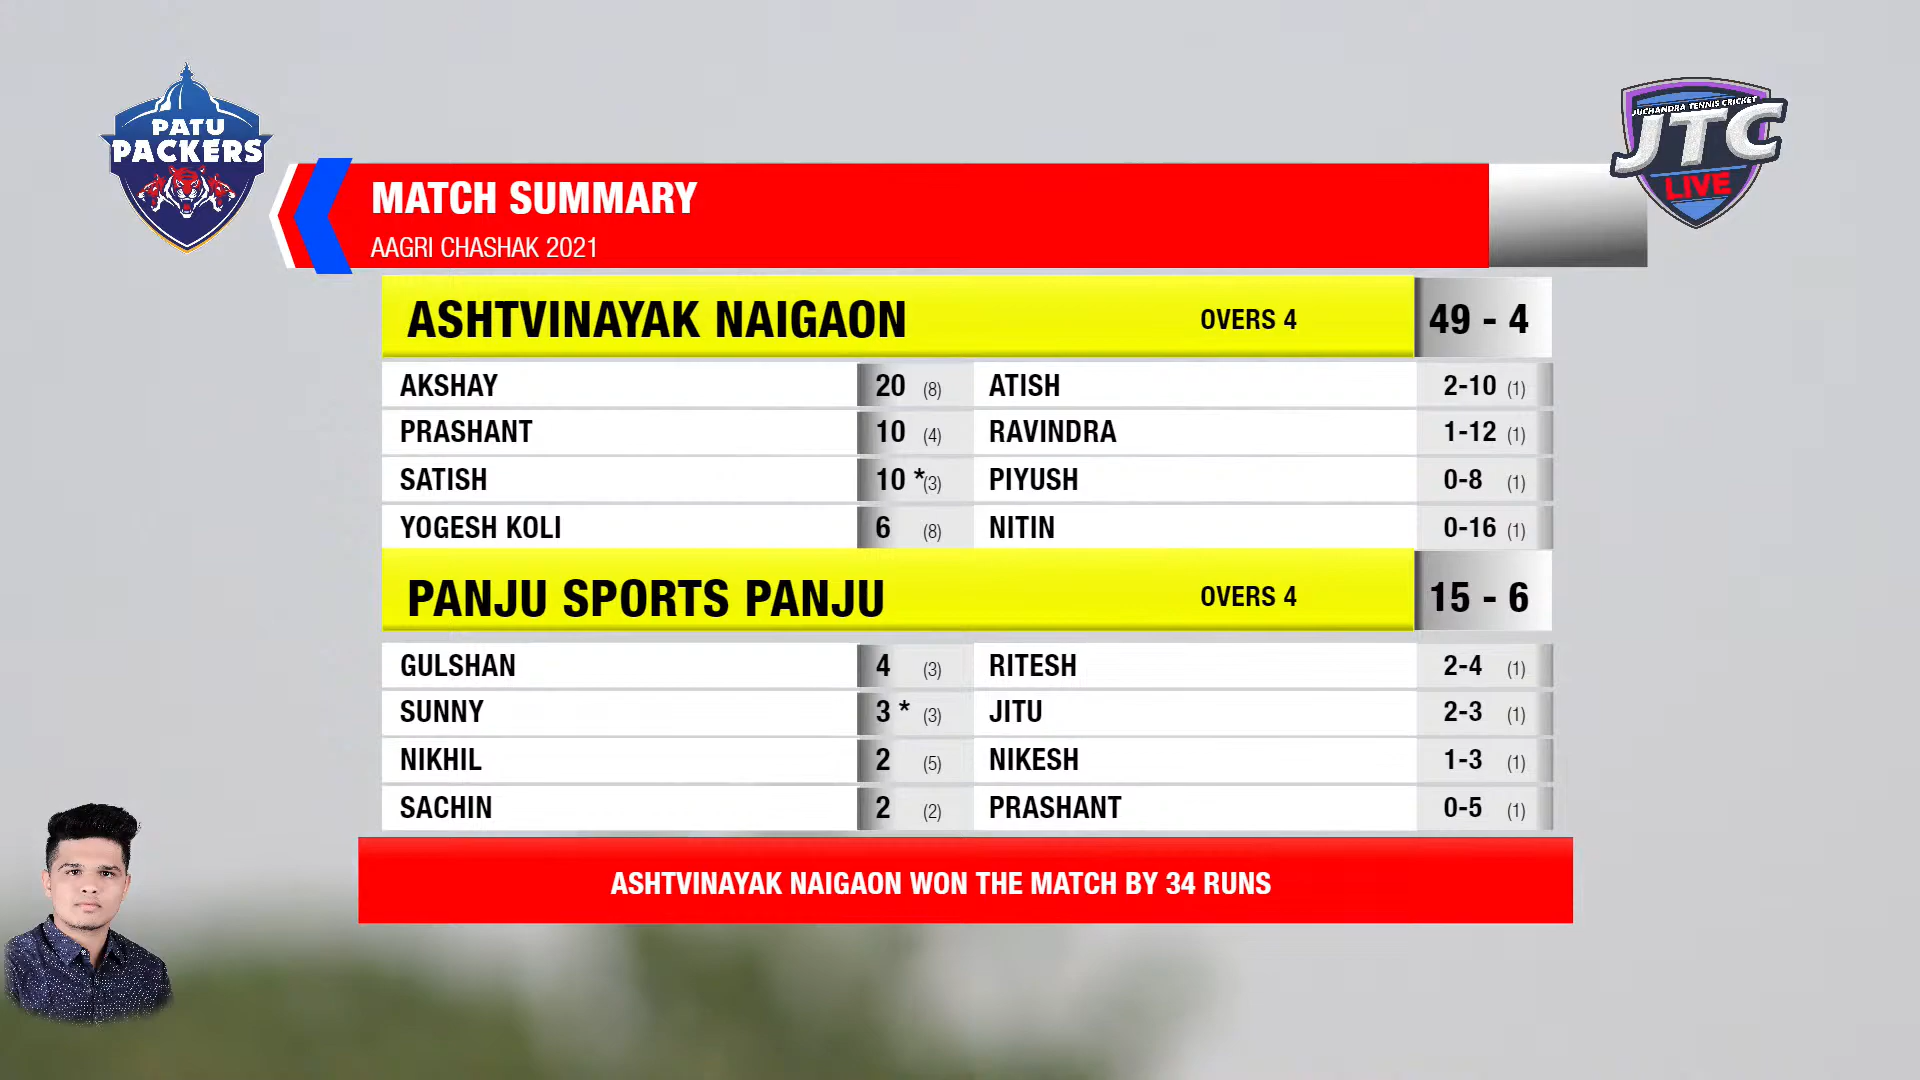 PATU
PACKERS
JUCHANDRA TENNIS CRICKET
JTC
LIVE
MATCH SUMMARY
AAGRI CHASHAK 2021
ASHTVINAYAK NAIGAON OVERS 4 49 - 4
AKSHAY 20 (8) ATISH 2-10 (1)
PRASHANT 10 (4) RAVINDRA 1-12 (1)
SATISH 10 *(3) PIYUSH 0-8 (1)
YOGESH KOLI 6 (8) NITIN 0-16 (1)
PANJU SPORTS PANJU OVERS 4 15 - 6
GULSHAN 4 (3) RITESH 2-4 (1)
SUNNY 3 * (3) JITU 2-3 (1)
NIKHIL 2 (5) NIKESH 1-3 (1)
SACHIN 2 (2) PRASHANT 0-5 (1)
ASHTVINAYAK NAIGAON WON THE MATCH BY 34 RUNS